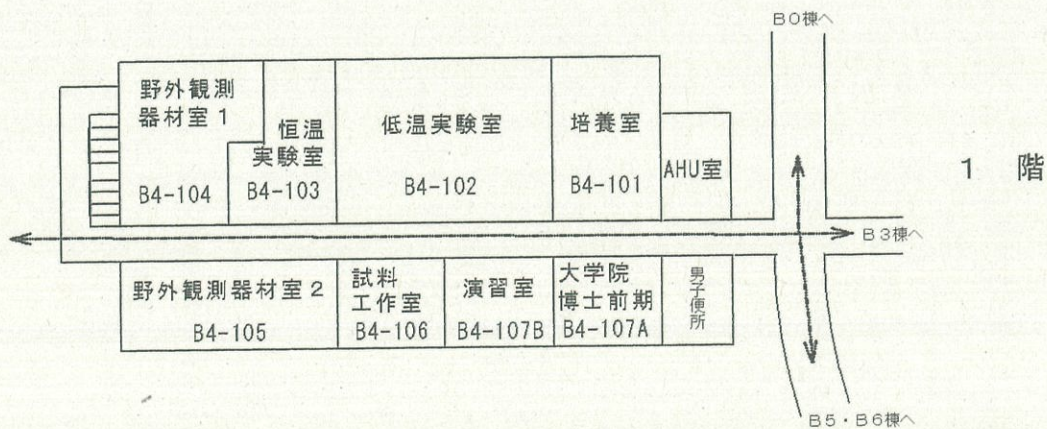 B0棟へ
野外観測
器材室1
B4-104
恒温
実験室
B4-103
低温実験室
B4-102
培養室
B4-101
AHU室
1 階
B3棟へ
野外観測器材室2
B4-105
試料
工作室
B4-106
演習室
B4-107B
大学院
博士前期
B4-107A
男子便所
B5・B6棟へ